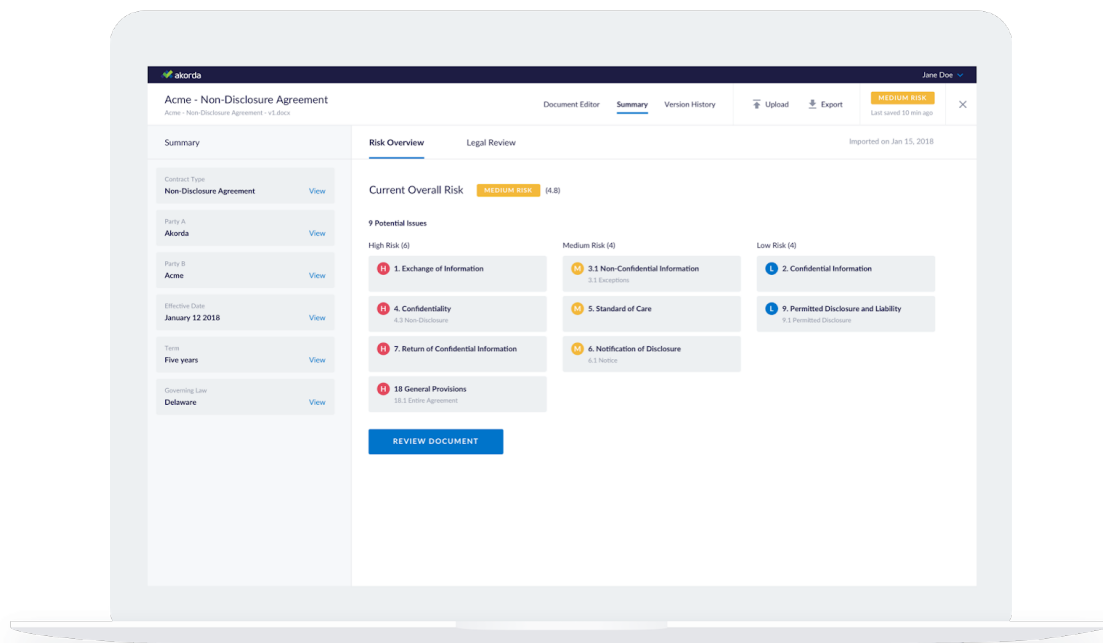 akorda
Jane Doe
Acme - Non-Disclosure Agreement
Acme - Non-Disclosure Agreement - v1.docx
Document Editor
Summary
Version History
Upload
Export
MEDIUM RISK
Last saved 10 min ago
Summary
Risk Overview
Legal Review
Imported on Jan 15, 2018
Contract Type
Non-Disclosure Agreement
View
Party A
Akorda
View
Party B
Acme
View
Effective Date
January 12 2018
View
Term
Five years
View
Governing Law
Delaware
View
Current Overall Risk MEDIUM RISK (4.8)
9 Potential Issues
High Risk (6)
H 1. Exchange of Information
H 4. Confidentiality
4.3 Non-Disclosure
H 7. Return of Confidential Information
H 18 General Provisions
18.1 Entire Agreement
Medium Risk (4)
M 3.1 Non-Confidential Information
3.1 Exceptions
M 5. Standard of Care
M 6. Notification of Disclosure
6.1 Notice
Low Risk (4)
L 2. Confidential Information
L 9. Permitted Disclosure and Liability
9.1 Permitted Disclosure
REVIEW DOCUMENT